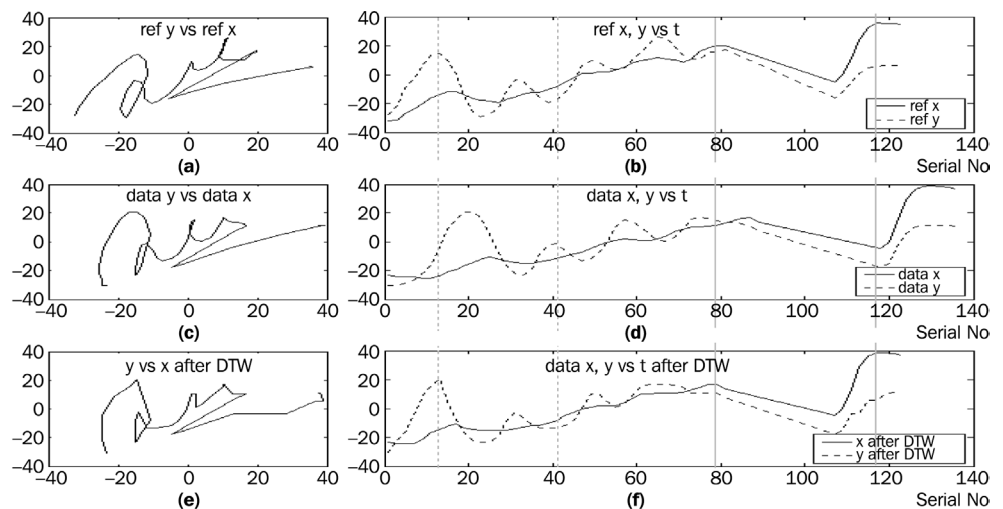 40
20
0
−20
−40
ref y vs ref x
−40 −20 0 20 40
(a)
40
20
0
−20
−40
ref x, y vs t
ref x
ref y
0 20 40 60 80 100 120 140
(b)
Serial No
40
20
0
−20
−40
data y vs data x
−40 −20 0 20 40
(c)
40
20
0
−20
−40
data x, y vs t
data x
data y
0 20 40 60 80 100 120 140
(d)
Serial No
40
20
0
−20
−40
y vs x after DTW
−40 −20 0 20 40
(e)
40
20
0
−20
−40
data x, y vs t after DTW
x after DTW
y after DTW
0 20 40 60 80 100 120 140
(f)
Serial No